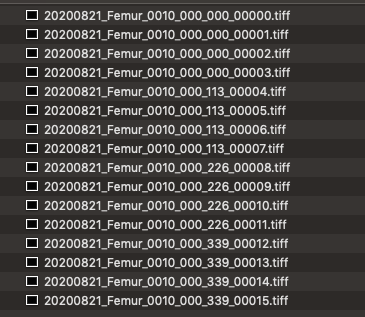 20200821_Femur_0010_000_000_00000.tiff
20200821_Femur_0010_000_000_00001.tiff
20200821_Femur_0010_000_000_00002.tiff
20200821_Femur_0010_000_000_00003.tiff
20200821_Femur_0010_000_113_00004.tiff
20200821_Femur_0010_000_113_00005.tiff
20200821_Femur_0010_000_113_00006.tiff
20200821_Femur_0010_000_113_00007.tiff
20200821_Femur_0010_000_226_00008.tiff
20200821_Femur_0010_000_226_00009.tiff
20200821_Femur_0010_000_226_00010.tiff
20200821_Femur_0010_000_226_00011.tiff
20200821_Femur_0010_000_339_00012.tiff
20200821_Femur_0010_000_339_00013.tiff
20200821_Femur_0010_000_339_00014.tiff
20200821_Femur_0010_000_339_00015.tiff